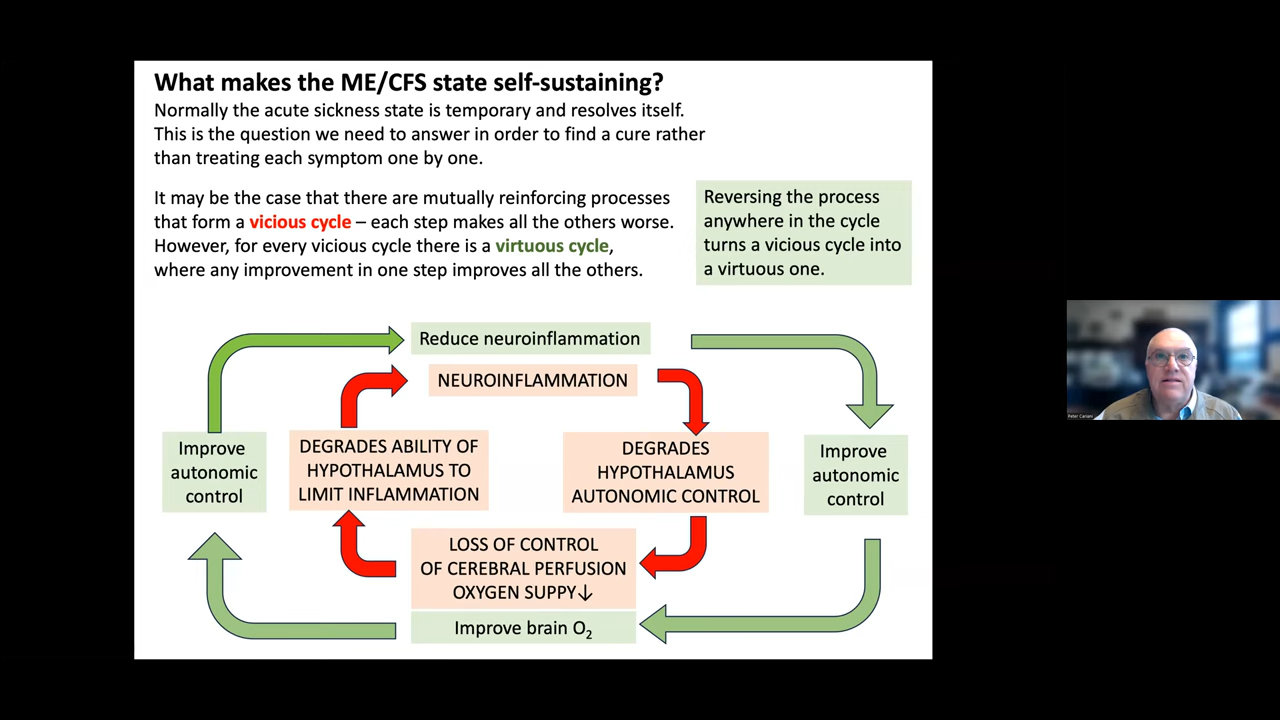 What makes the ME/CFS state self-sustaining?
Normally the acute sickness state is temporary and resolves itself.
This is the question we need to answer in order to find a cure rather
than treating each symptom one by one.
It may be the case that there are mutually reinforcing processes
that form a vicious cycle – each step makes all the others worse.
However, for every vicious cycle there is a virtuous cycle,
where any improvement in one step improves all the others.
Reversing the process
anywhere in the cycle
turns a vicious cycle into
a virtuous one.
Reduce neuroinflammation
NEUROINFLAMMATION
Improve
autonomic
control
DEGRADES ABILITY OF
HYPOTHALAMUS TO
LIMIT INFLAMMATION
DEGRADES
HYPOTHALAMUS
AUTONOMIC CONTROL
Improve
autonomic
control
LOSS OF CONTROL
OF CEREBRAL PERFUSION
OXYGEN SUPPY↓
Improve brain O₂
Peter Cariani